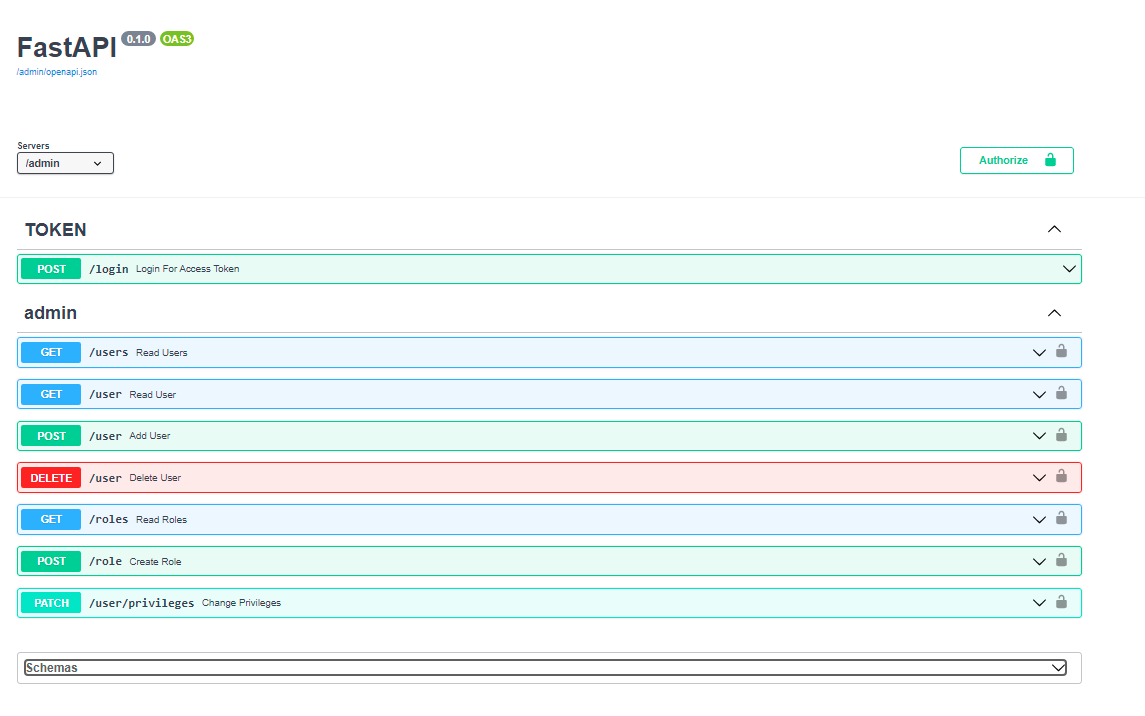 FastAPI 0.1.0 OAS3
/admin/openapi.json
Servers
/admin
Authorize
TOKEN
POST /login Login For Access Token
admin
GET /users Read Users
GET /user Read User
POST /user Add User
DELETE /user Delete User
GET /roles Read Roles
POST /role Create Role
PATCH /user/privileges Change Privileges
Schemas